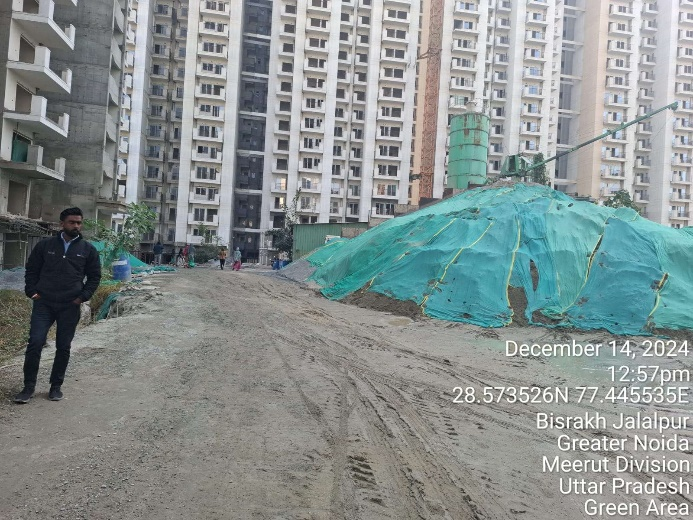 December 14, 2024
12:57pm
28.573526N 77.445535E
Bisrakh Jalalpur
Greater Noida
Meerut Division
Uttar Pradesh
Green Area